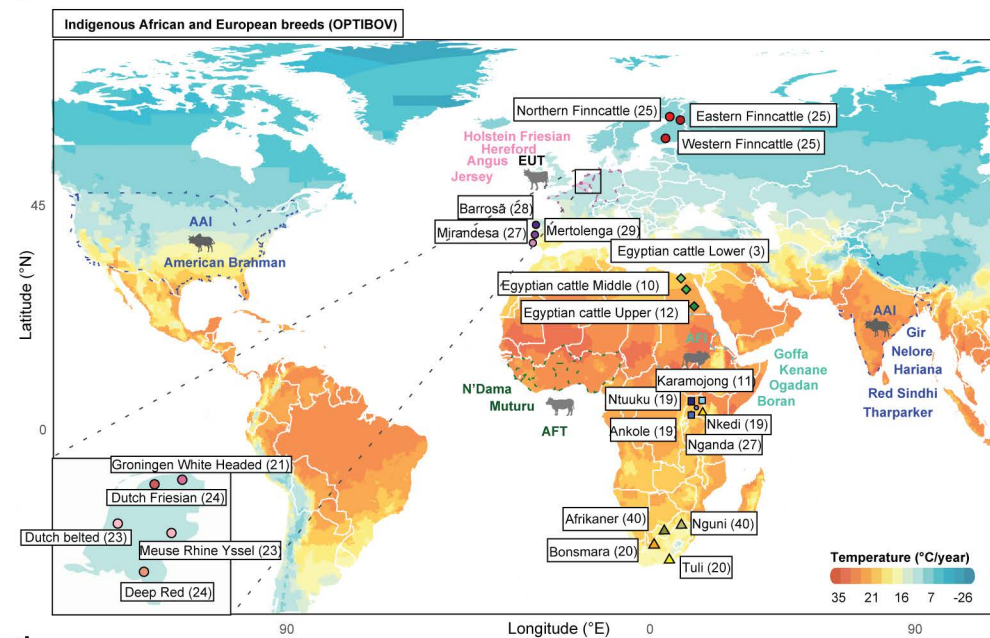 Indigenous African and European breeds (OPTIBOV)
Northern Finncattle (25)
Eastern Finncattle (25)
Western Finncattle (25)
Holstein Friesian
Hereford
Angus
EUT
Jersey
Barrosã (28)
Mirandesa (27)
Mertolenga (29)
Egyptian cattle Lower (3)
Egyptian cattle Middle (10)
Egyptian cattle Upper (12)
45
AAI
American Brahman
Latitude (°N)
AFI
AAI
Gir
Nelore
Hariana
Red Sindhi
Tharparker
Goffa
Kenane
Ogadan
Boran
N'Dama
Muturu
AFT
Karamojong (11)
Ntuuku (19)
Ankole (19)
Nkedi (19)
Nganda (27)
0
Groningen White Headed (21)
Dutch Friesian (24)
Dutch belted (23)
Meuse Rhine Yssel (23)
Deep Red (24)
Afrikaner (40)
Nguni (40)
Bonsmara (20)
Tuli (20)
Temperature (°C/year)
35 21 16 7 -26
90 0 90
Longitude (°E)